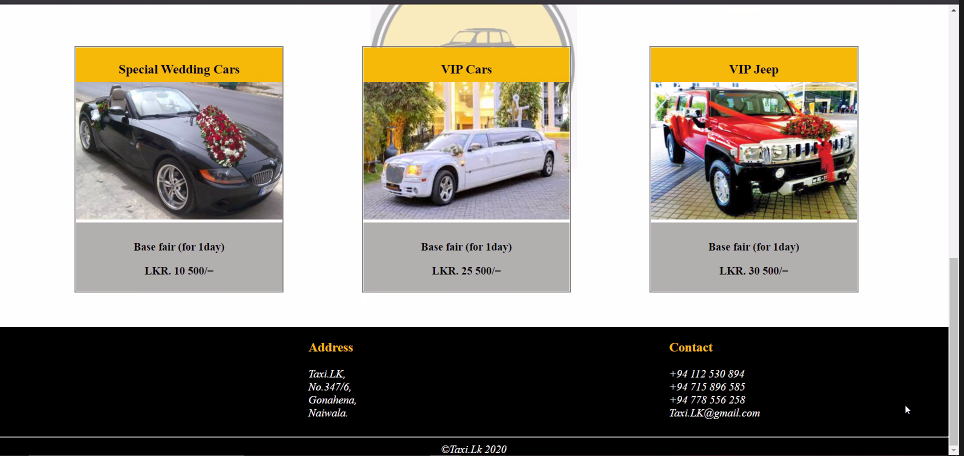 Special Wedding Cars
VIP Cars
VIP Jeep
Base fair (for 1day)
LKR. 10 500/=
Base fair (for 1day)
LKR. 25 500/=
Base fair (for 1day)
LKR. 30 500/=
Address
Taxi.LK,
No.347/6,
Gonahena,
Naiwala.
Contact
+94 112 530 894
+94 715 896 585
+94 778 556 258
Taxi.LK@gmail.com
©Taxi.Lk 2020